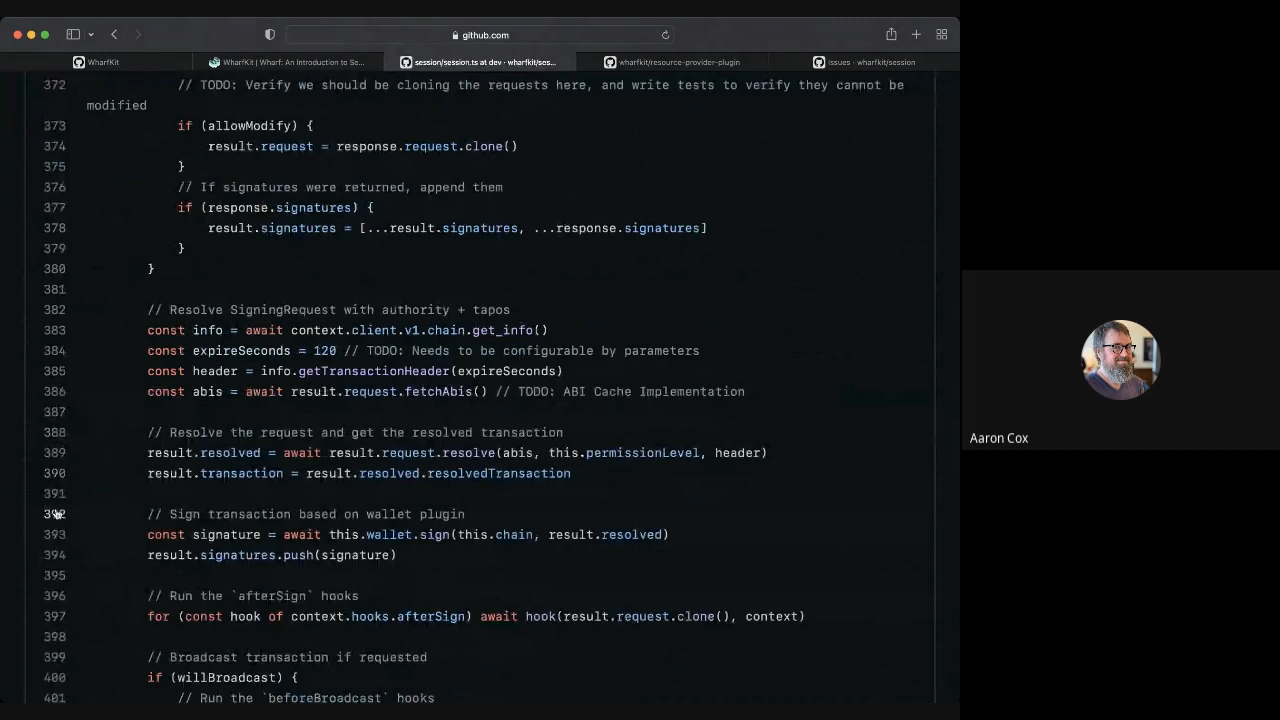 github.com
WharfKit
WharfKit | Wharf: An Introduction to Se...
session/session.ts at dev · wharfkit/ses...
wharfkit/resource-provider-plugin
Issues · wharfkit/session
372 // TODO: Verify we should be cloning the requests here, and write tests to verify they cannot be
modified
373 if (allowModify) {
374 result.request = response.request.clone()
375 }
376 // If signatures were returned, append them
377 if (response.signatures) {
378 result.signatures = [...result.signatures, ...response.signatures]
379 }
380 }
381
382 // Resolve SigningRequest with authority + tapos
383 const info = await context.client.v1.chain.get_info()
384 const expireSeconds = 120 // TODO: Needs to be configurable by parameters
385 const header = info.getTransactionHeader(expireSeconds)
386 const abis = await result.request.fetchAbis() // TODO: ABI Cache Implementation
387
388 // Resolve the request and get the resolved transaction
389 result.resolved = await result.request.resolve(abis, this.permissionLevel, header)
390 result.transaction = result.resolved.resolvedTransaction
391
392 // Sign transaction based on wallet plugin
393 const signature = await this.wallet.sign(this.chain, result.resolved)
394 result.signatures.push(signature)
395
396 // Run the `afterSign` hooks
397 for (const hook of context.hooks.afterSign) await hook(result.request.clone(), context)
398
399 // Broadcast transaction if requested
400 if (willBroadcast) {
401 // Run the `beforeBroadcast` hooks
Aaron Cox